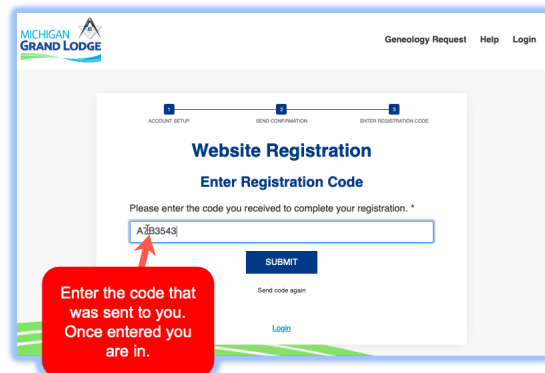 MICHIGAN
GRAND LODGE
Geneology Request Help Login
1 2 3
ACCOUNT SETUP SEND CONFIRMATION ENTER REGISTRATION CODE
Website Registration
Enter Registration Code
Please enter the code you received to complete your registration. *
SUBMIT
Send code again
Login
Enter the code that
was sent to you.
Once entered you
are in.